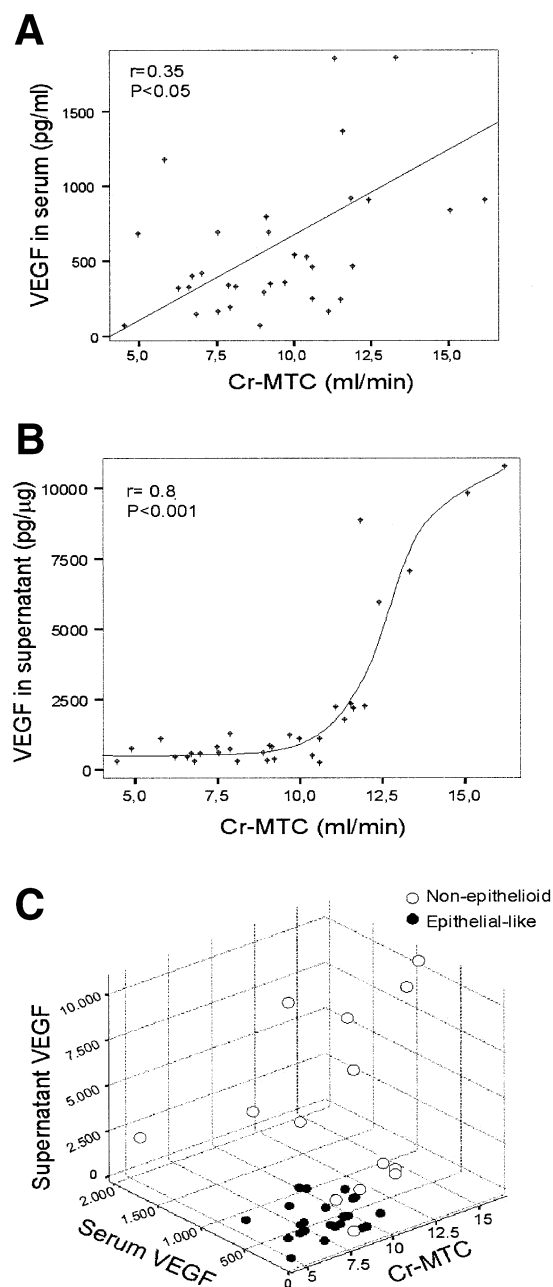 A
r=0.35
P<0.05
VEGF in serum (pg/ml)
1500
1000
500
0
5,0 7,5 10,0 12,5 15,0
Cr-MTC (ml/min)
B
r= 0.8
P<0.001
VEGF in supernatant (pg/µg)
10000
7500
5000
2500
0
5,0 7,5 10,0 12,5 15,0
Cr-MTC (ml/min)
C
Non-epithelioid
Epithelial-like
Supernatant VEGF
10.000
7.500
5.000
2.500
0
2.000
1.500
1.000
500
0
Serum VEGF
5 7.5 10 12.5 15
Cr-MTC